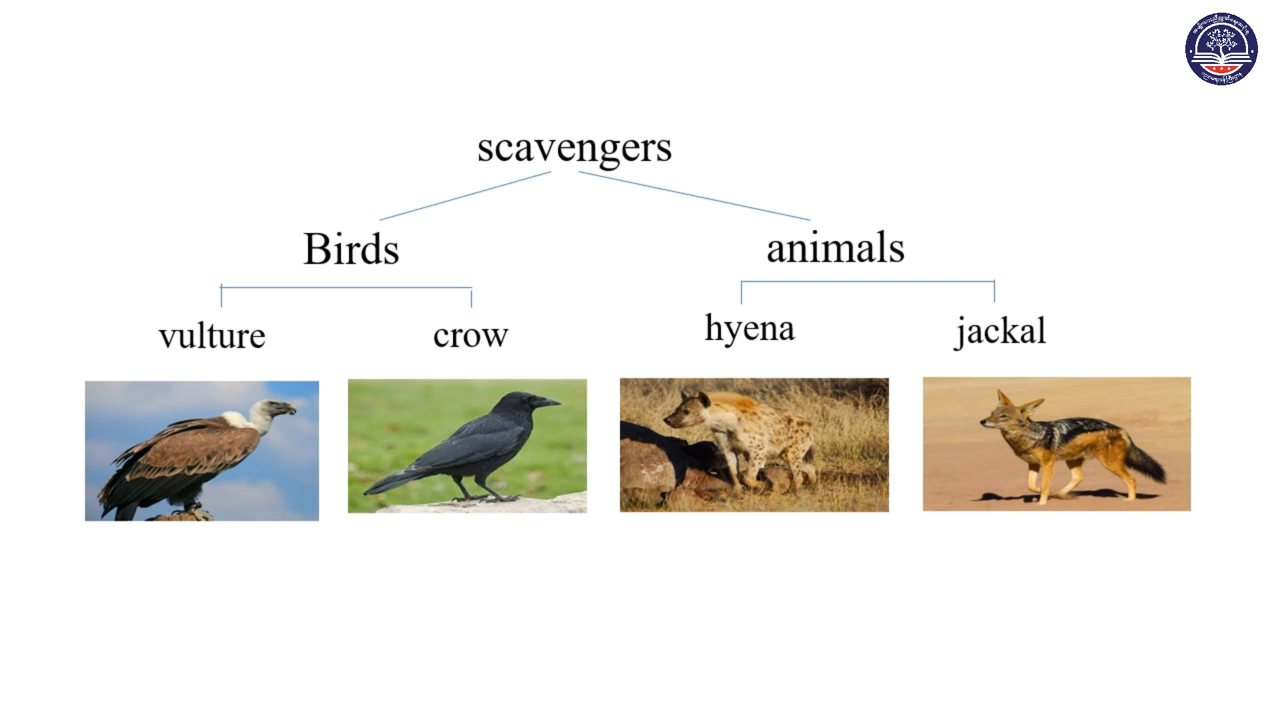 scavengers
Birds
animals
vulture
crow
hyena
jackal